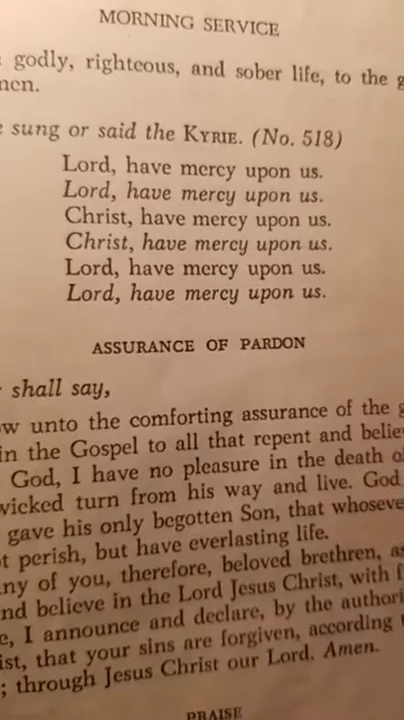 MORNING SERVICE
godly, righteous, and sober life, to the g
men.
sung or said the KYRIE. (No. 518)
Lord, have mercy upon us.
Lord, have mercy upon us.
Christ, have mercy upon us.
Christ, have mercy upon us.
Lord, have mercy upon us.
Lord, have mercy upon us.
ASSURANCE OF PARDON
shall say,
w unto the comforting assurance of the g
in the Gospel to all that repent and believ
God, I have no pleasure in the death of
wicked turn from his way and live. God
gave his only begotten Son, that whoseve
t perish, but have everlasting life.
ny of you, therefore, beloved brethren, as
nd believe in the Lord Jesus Christ, with f
e, I announce and declare, by the authori
ist, that your sins are forgiven, according
; through Jesus Christ our Lord. Amen.
PRAISE